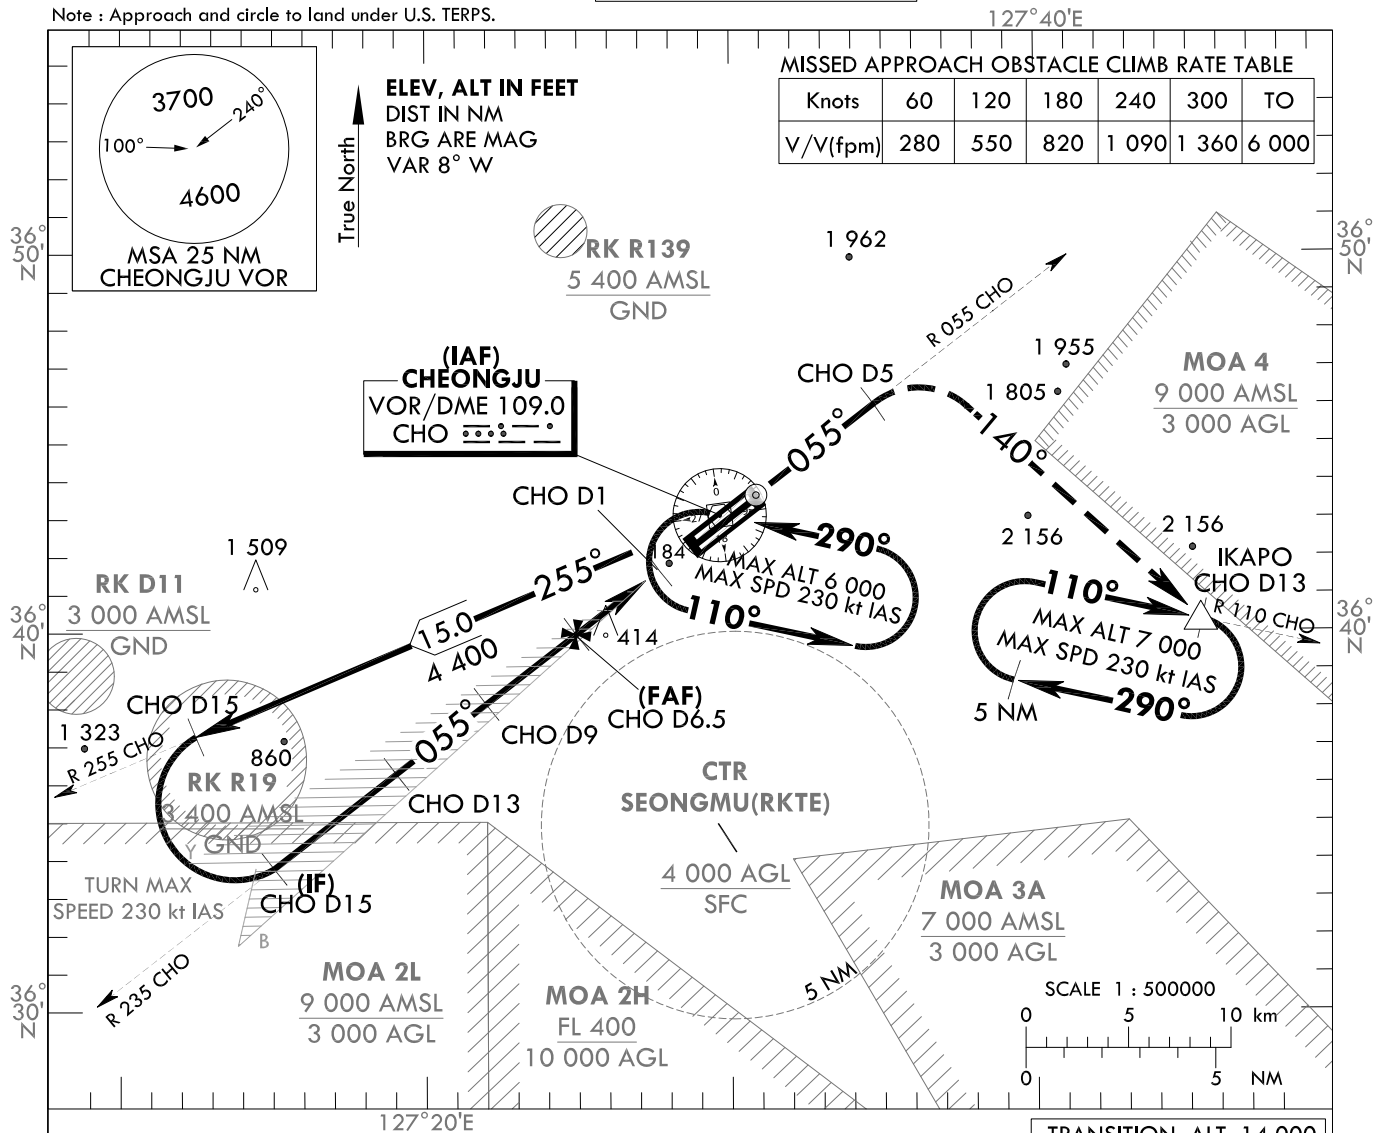 Note : Approach and circle to land under U.S. TERPS.
127°40'E
3700
240°
100°
4600
MSA 25 NM
CHEONGJU VOR
True North
ELEV, ALT IN FEET
DIST IN NM
BRG ARE MAG
VAR 8° W
MISSED APPROACH OBSTACLE CLIMB RATE TABLE
Knots 60 120 180 240 300 TO
V/V(fpm) 280 550 820 1 090 1 360 6 000
36°
50'
N
36°
50'
N
RK R139
5 400 AMSL
GND
1 962
R 055 CHO
1 955
1 805
MOA 4
9 000 AMSL
3 000 AGL
(IAF)
CHEONGJU
VOR/DME 109.0
CHO
CHO D5
055°
140°
CHO D1
0
184
290°
MAX ALT 6 000
MAX SPD 230 kt IAS
110°
2 156
2 156
IKAPO
CHO D13
R 110 CHO
110°
MAX ALT 7 000
MAX SPD 230 kt IAS
290°
5 NM
1 509
RK D11
3 000 AMSL
GND
36°
40'
N
36°
40'
N
255°
15.0
4 400
414
(FAF)
CHO D6.5
CHO D15
1 323
R 255 CHO
860
RK R19
3 400 AMSL
GND
Y
055°
CHO D9
CHO D13
(IF)
CHO D15
TURN MAX
SPEED 230 kt IAS
B
R 235 CHO
CTR
SEONGMU(RKTE)
4 000 AGL
SFC
5 NM
MOA 3A
7 000 AMSL
3 000 AGL
MOA 2L
9 000 AMSL
3 000 AGL
MOA 2H
FL 400
10 000 AGL
36°
30'
N
SCALE 1 : 500000
0 5 10 km
0 5 NM
127°20'E
TRANSITION ALT 14 000